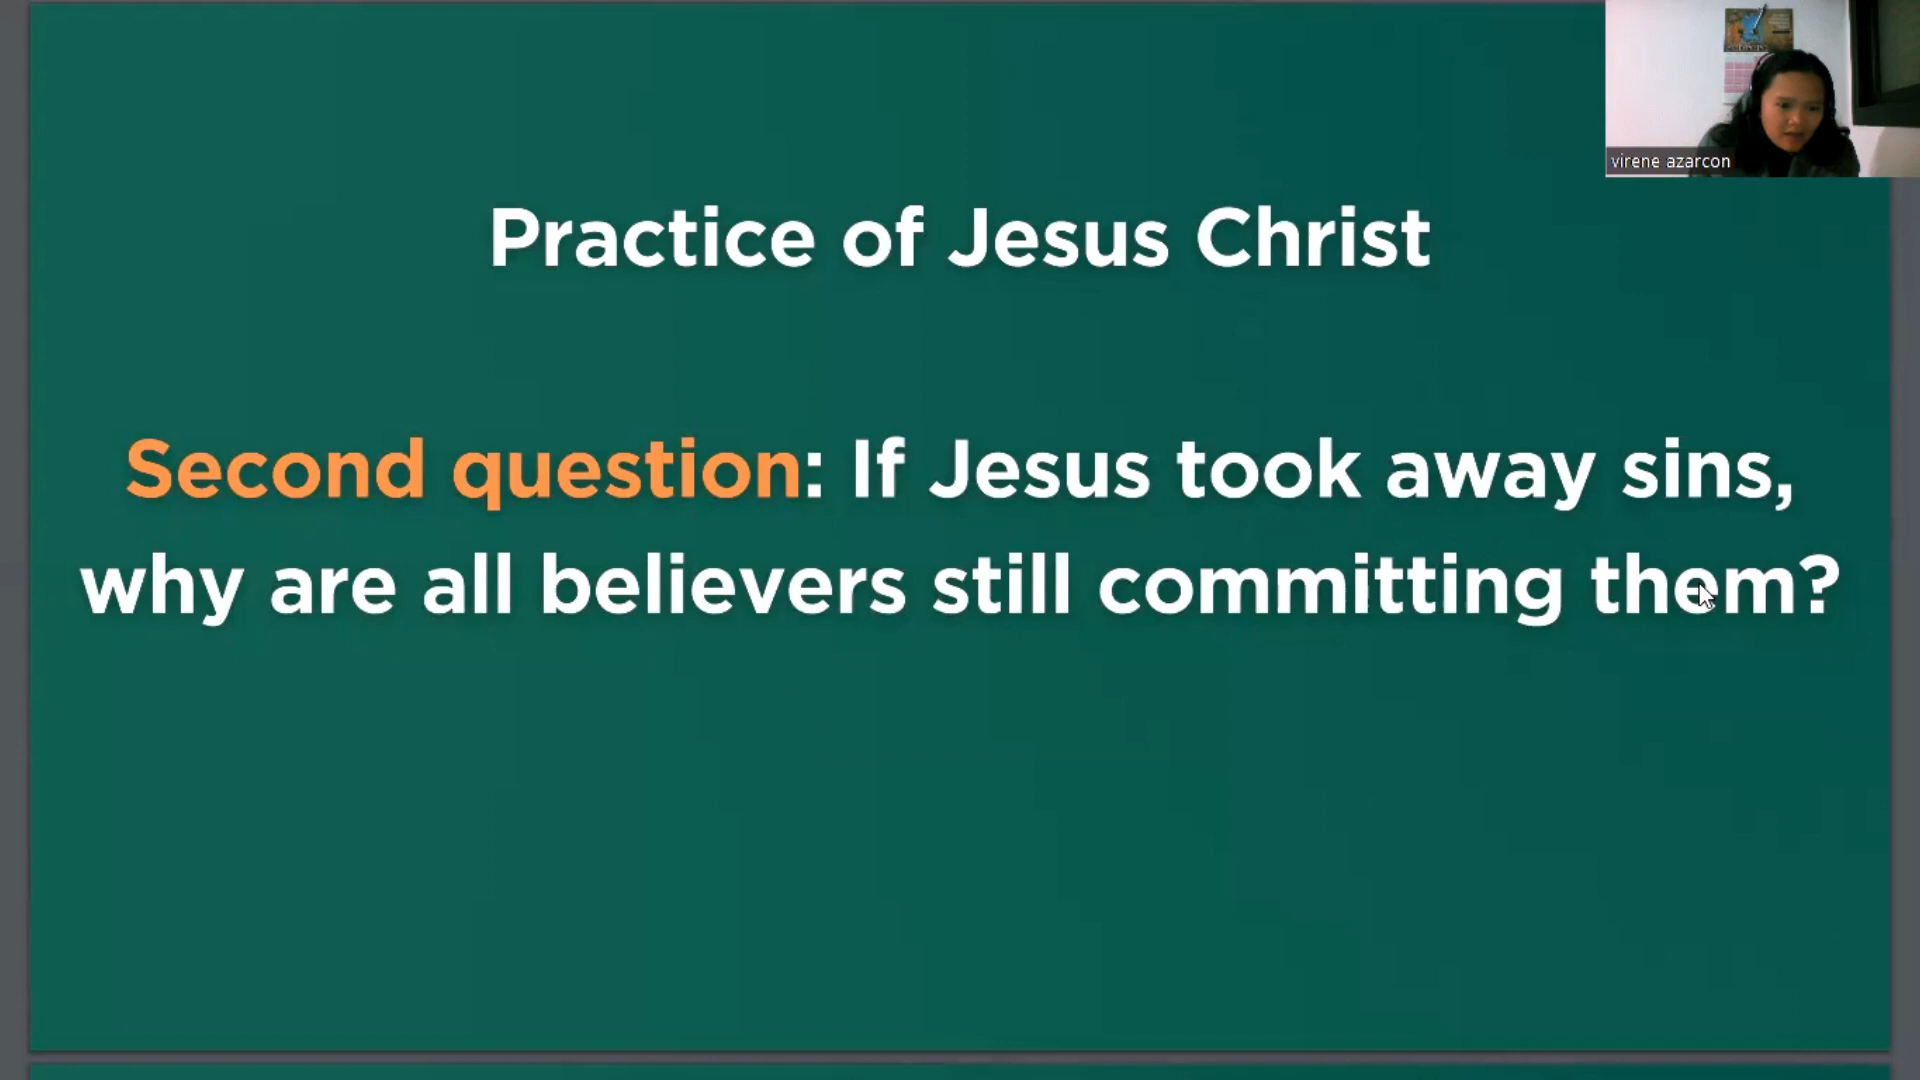 Practice of Jesus Christ
Second question: If Jesus took away sins,
why are all believers still committing them?
virene azarcon